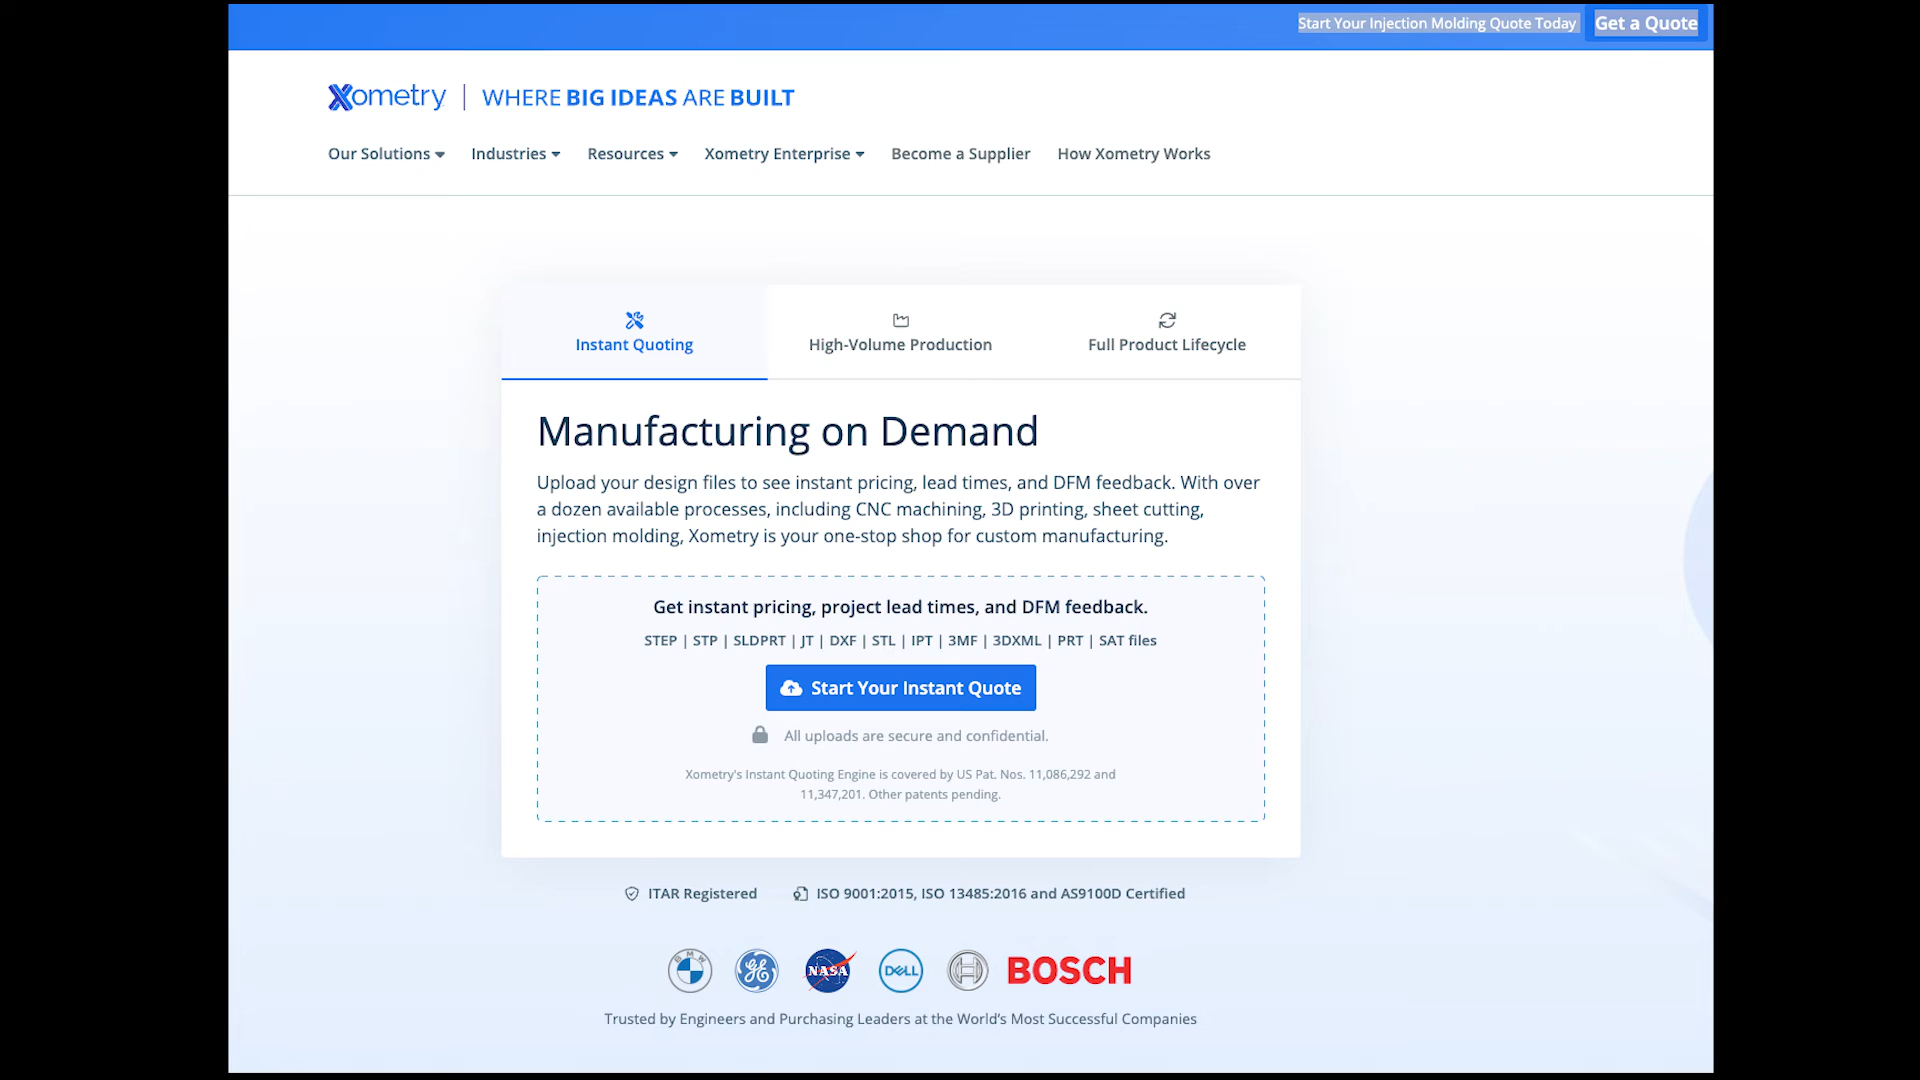 Start Your Injection Molding Quote Today Get a Quote
Xometry | WHERE BIG IDEAS ARE BUILT
Our Solutions Industries Resources Xometry Enterprise Become a Supplier How Xometry Works
Instant Quoting High-Volume Production Full Product Lifecycle
Manufacturing on Demand
Upload your design files to see instant pricing, lead times, and DFM feedback. With over
a dozen available processes, including CNC machining, 3D printing, sheet cutting,
injection molding, Xometry is your one-stop shop for custom manufacturing.
Get instant pricing, project lead times, and DFM feedback.
STEP | STP | SLDPRT | JT | DXF | STL | IPT | 3MF | 3DXML | PRT | SAT files
Start Your Instant Quote
All uploads are secure and confidential.
Xometry's Instant Quoting Engine is covered by US Pat. Nos. 11,086,292 and
11,347,201. Other patents pending.
ITAR Registered ISO 9001:2015, ISO 13485:2016 and AS9100D Certified
BMW GE NASA DELL BOSCH
Trusted by Engineers and Purchasing Leaders at the World's Most Successful Companies